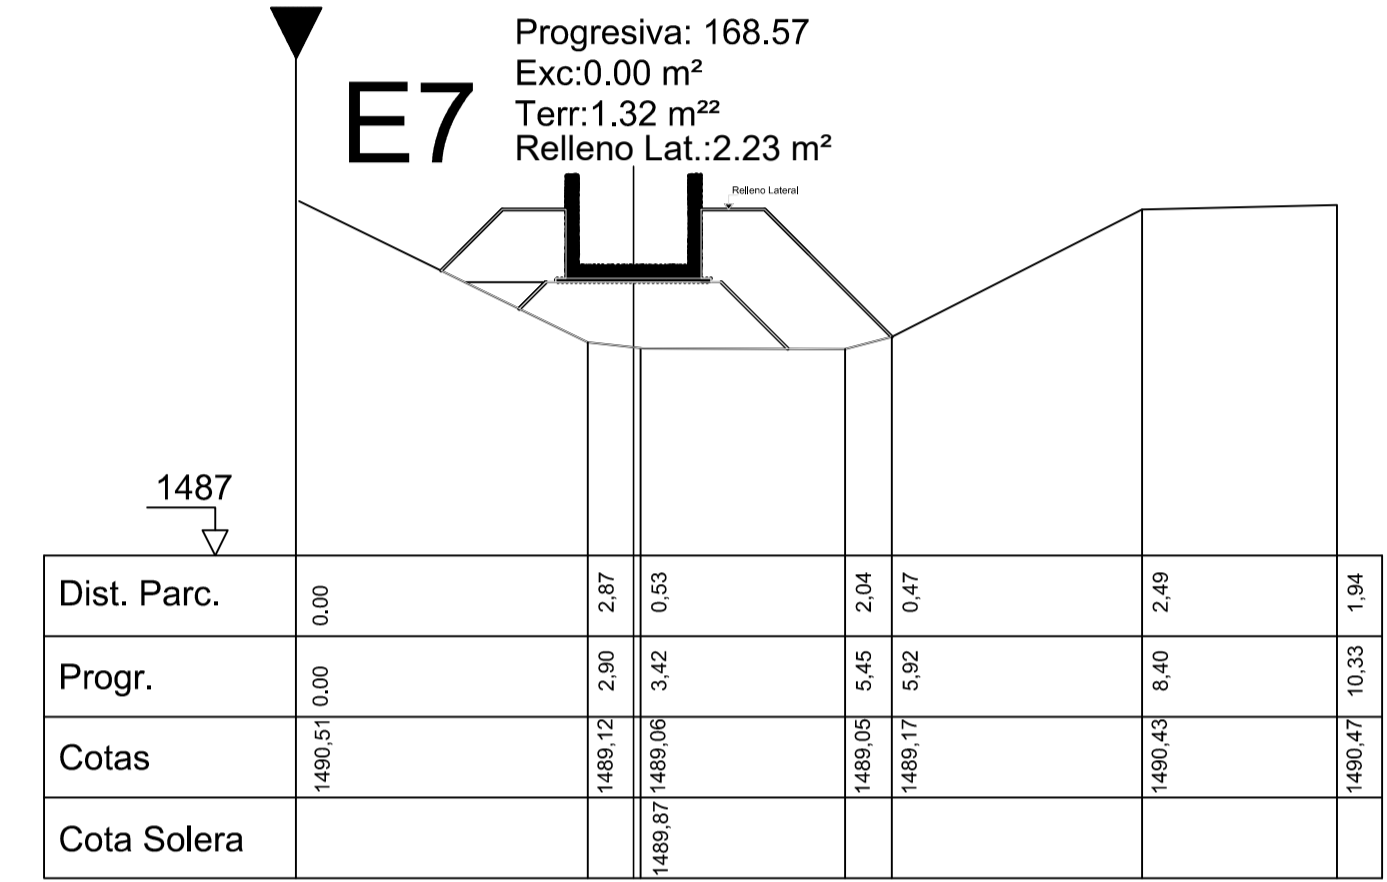 E7
Progresiva: 168.57
Exc:0.00 m²
Terr:1.32 m²²
Relleno Lat.:2.23 m²
Relleno Lateral
1487
Dist. Parc. 0.00 2,87 0,53 2,04 0,47 2,49 1,94
Progr. 0.00 2,90 3,42 5,45 5,92 8,40 10,33
Cotas 1490,51 1489,12 1489,06 1489,05 1489,17 1490,43 1490,47
Cota Solera 1489,87